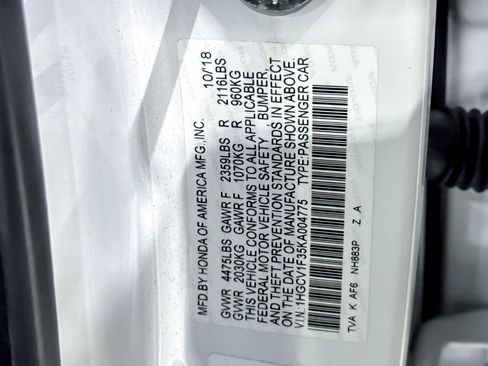 MFD. BY HONDA OF AMERICA MFG.,INC. 10/18
GVWR 4475LBS GAWR F 2359LBS R 2116LBS
GVWR 2030KG GAWR F 1070KG R 960KG
THIS VEHICLE CONFORMS TO ALL APPLICABLE
FEDERAL MOTOR VEHICLE SAFETY BUMPER,
AND THEFT PREVENTION STANDARDS IN EFFECT
ON THE DATE OF MANUFACTURE SHOWN ABOVE.
V.I.N.:1HGCV1F35KA004775 TYPE:PASSENGER CAR
TVA K AF6 NH883P Z A